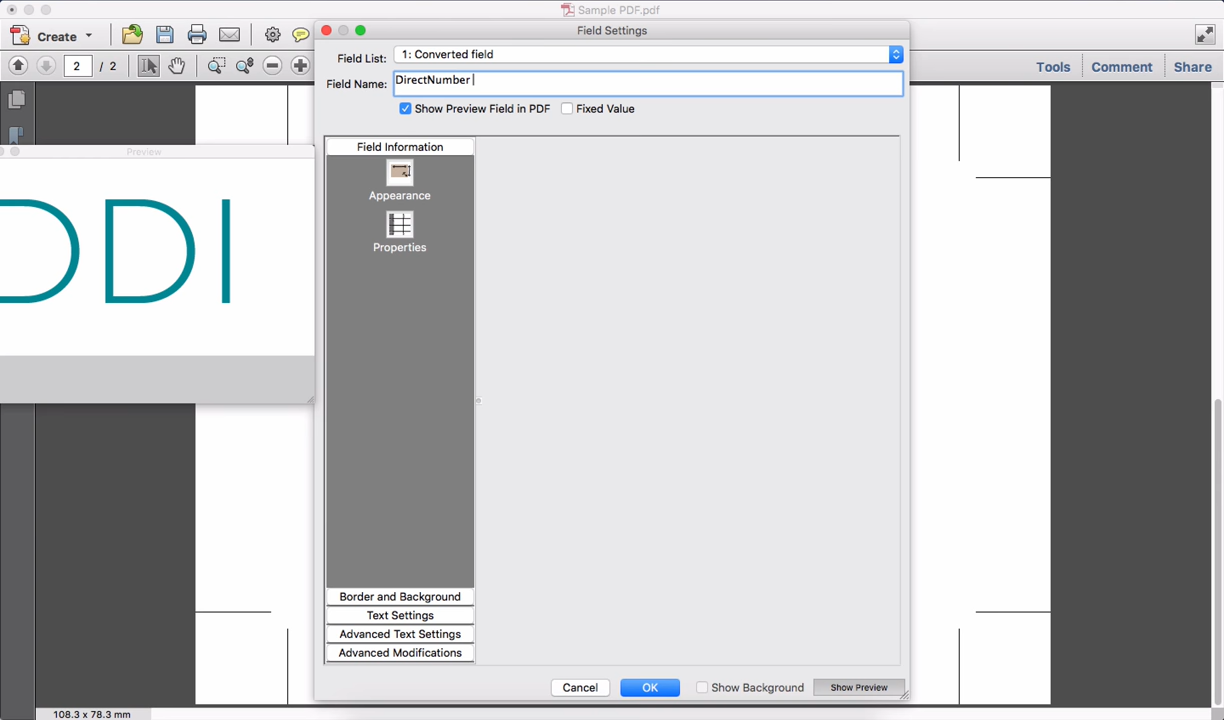 Sample PDF.pdf
Create
2 / 2
Tools
Comment
Share
Preview
DDI
Field Settings
Field List: 1: Converted field
Field Name: DirectNumber
Show Preview Field in PDF Fixed Value
Field Information
Appearance
Properties
Border and Background
Text Settings
Advanced Text Settings
Advanced Modifications
Cancel OK Show Background Show Preview
108.3 x 78.3 mm